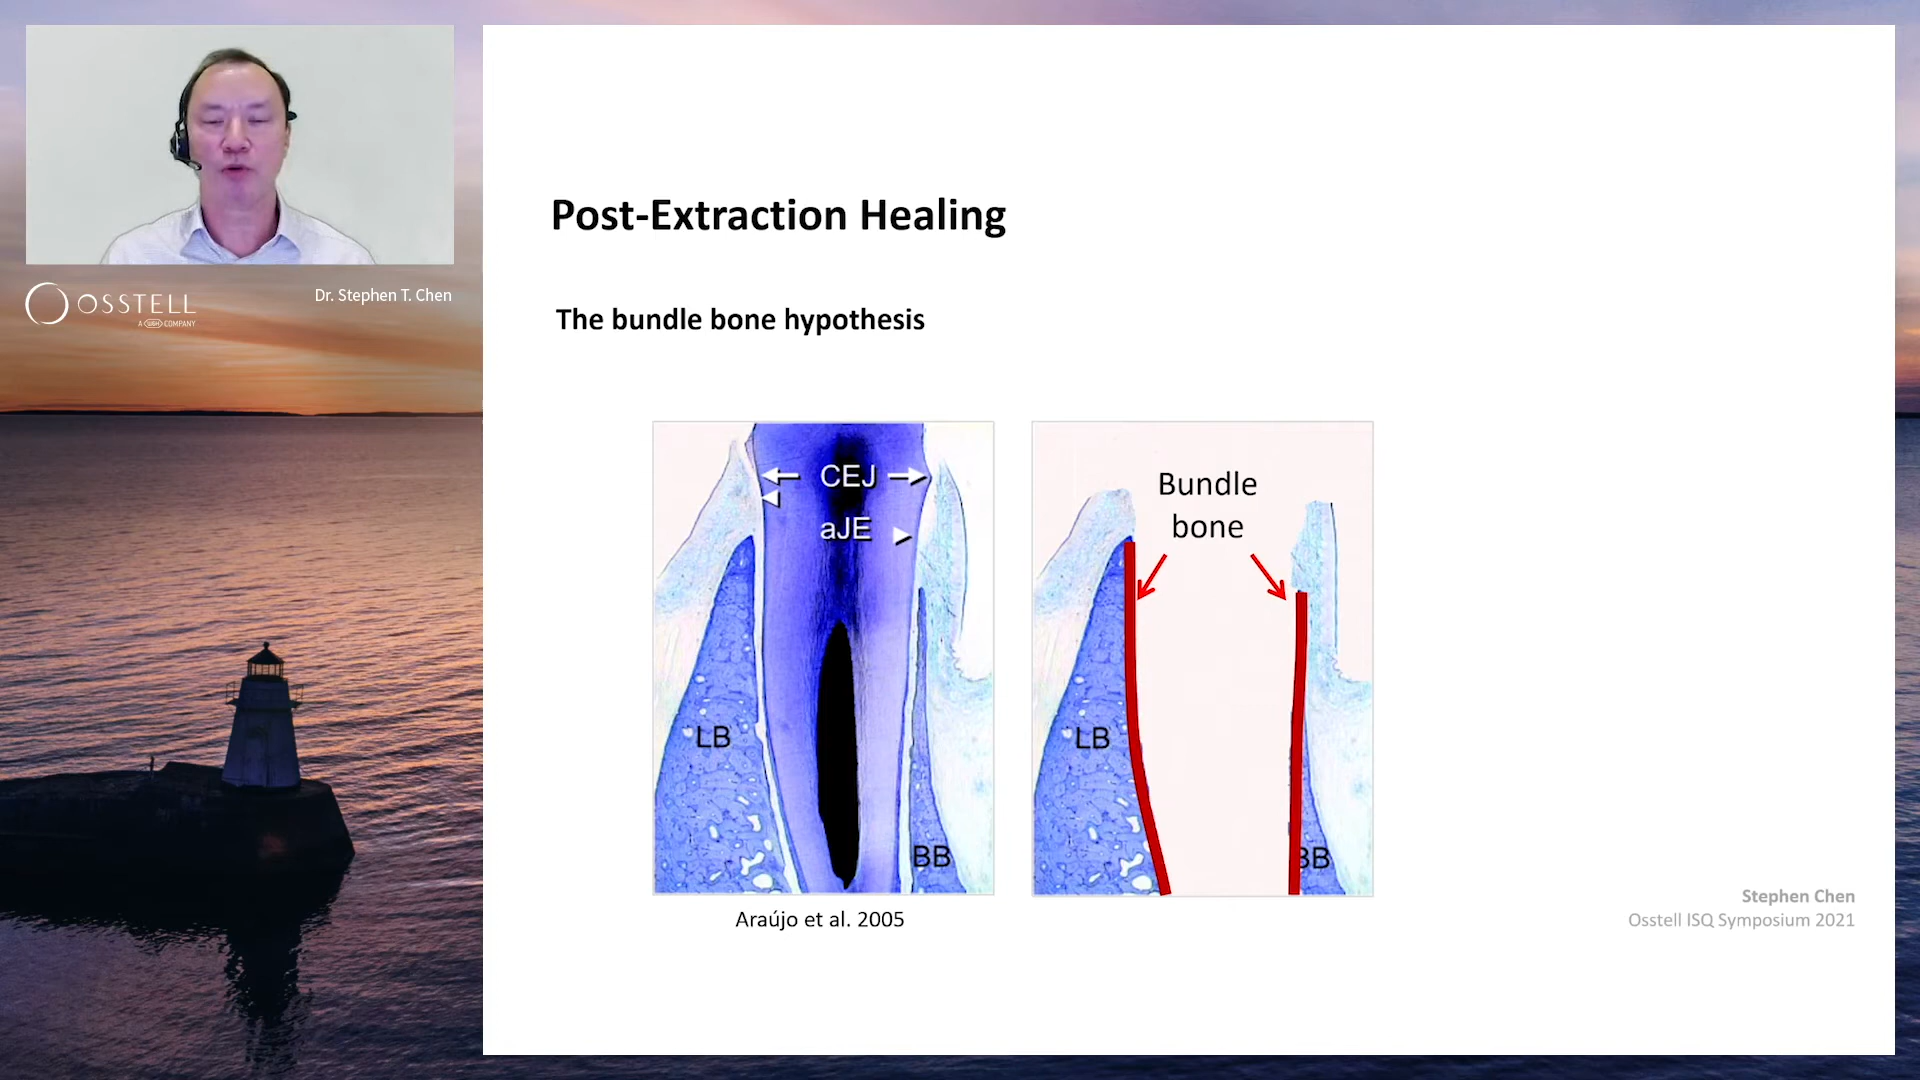 OSSTELL
A W&H COMPANY
Dr. Stephen T. Chen
Post-Extraction Healing
The bundle bone hypothesis
CEJ
aJE
LB
BB
Araújo et al. 2005
Bundle
bone
LB
BB
Stephen Chen
Osstell ISQ Symposium 2021